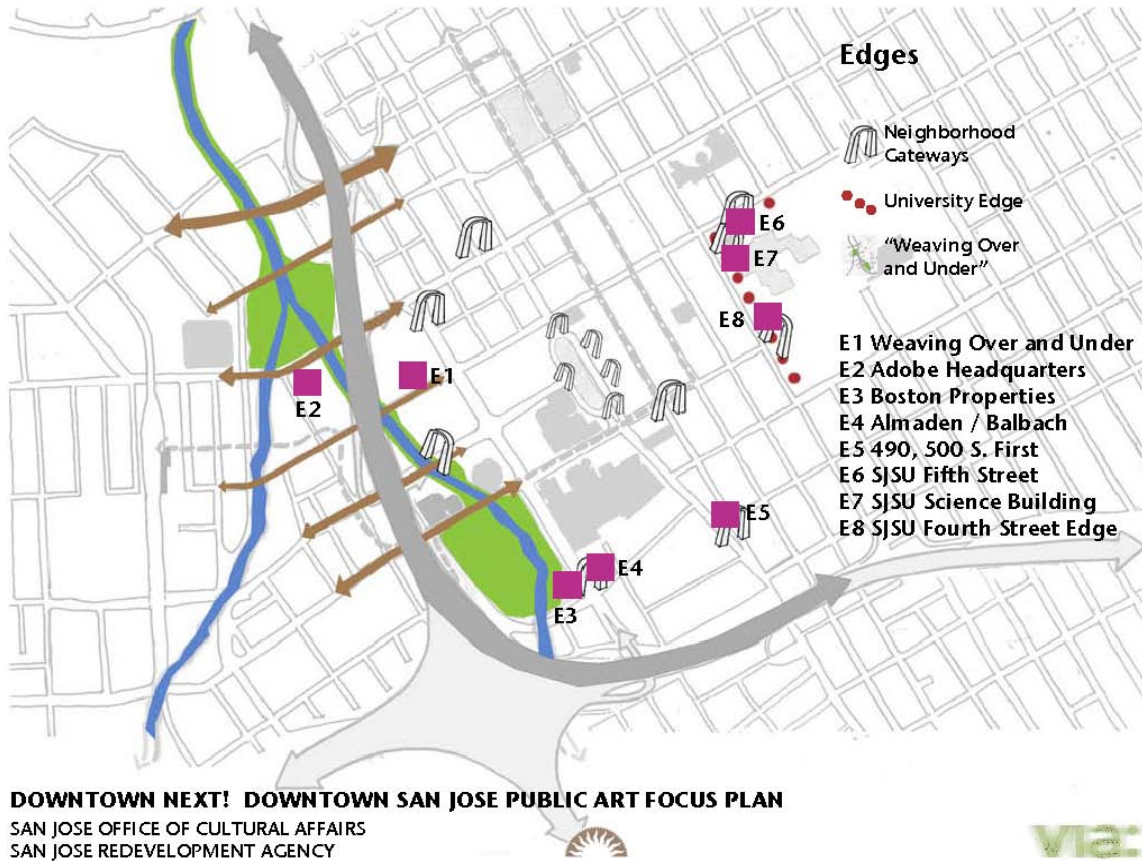 Edges
Neighborhood
Gateways
University Edge
“Weaving Over
and Under”
E1 Weaving Over and Under
E2 Adobe Headquarters
E3 Boston Properties
E4 Almaden / Balbach
E5 490, 500 S. First
E6 SJSU Fifth Street
E7 SJSU Science Building
E8 SJSU Fourth Street Edge
E6
E7
E8
E1
E2
E5
E4
E3
DOWNTOWN NEXT! DOWNTOWN SAN JOSE PUBLIC ART FOCUS PLAN
SAN JOSE OFFICE OF CULTURAL AFFAIRS
SAN JOSE REDEVELOPMENT AGENCY
via: